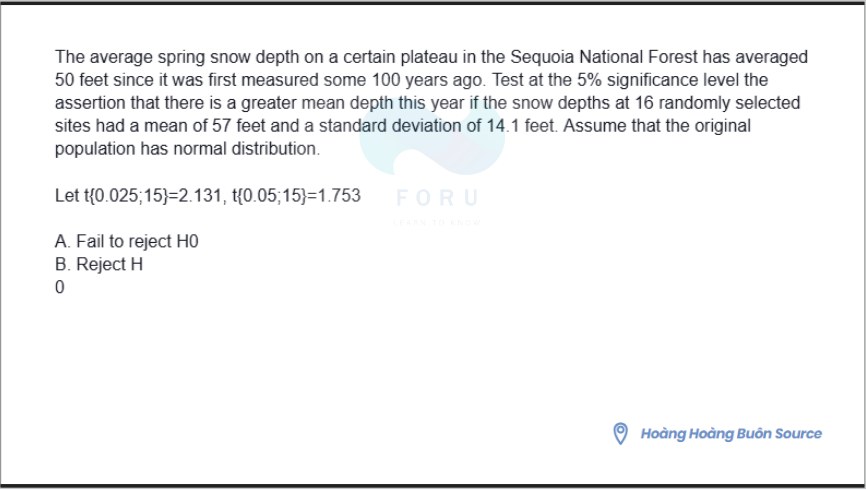 The average spring snow depth on a certain plateau in the Sequoia National Forest has averaged
50 feet since it was first measured some 100 years ago. Test at the 5% significance level the
assertion that there is a greater mean depth this year if the snow depths at 16 randomly selected
sites had a mean of 57 feet and a standard deviation of 14.1 feet. Assume that the original
population has normal distribution.
Let t{0.025;15}=2.131, t{0.05;15}=1.753
FORU
A. Fail to reject H0
B. Reject H
0
Hoàng Hoàng Buôn Source